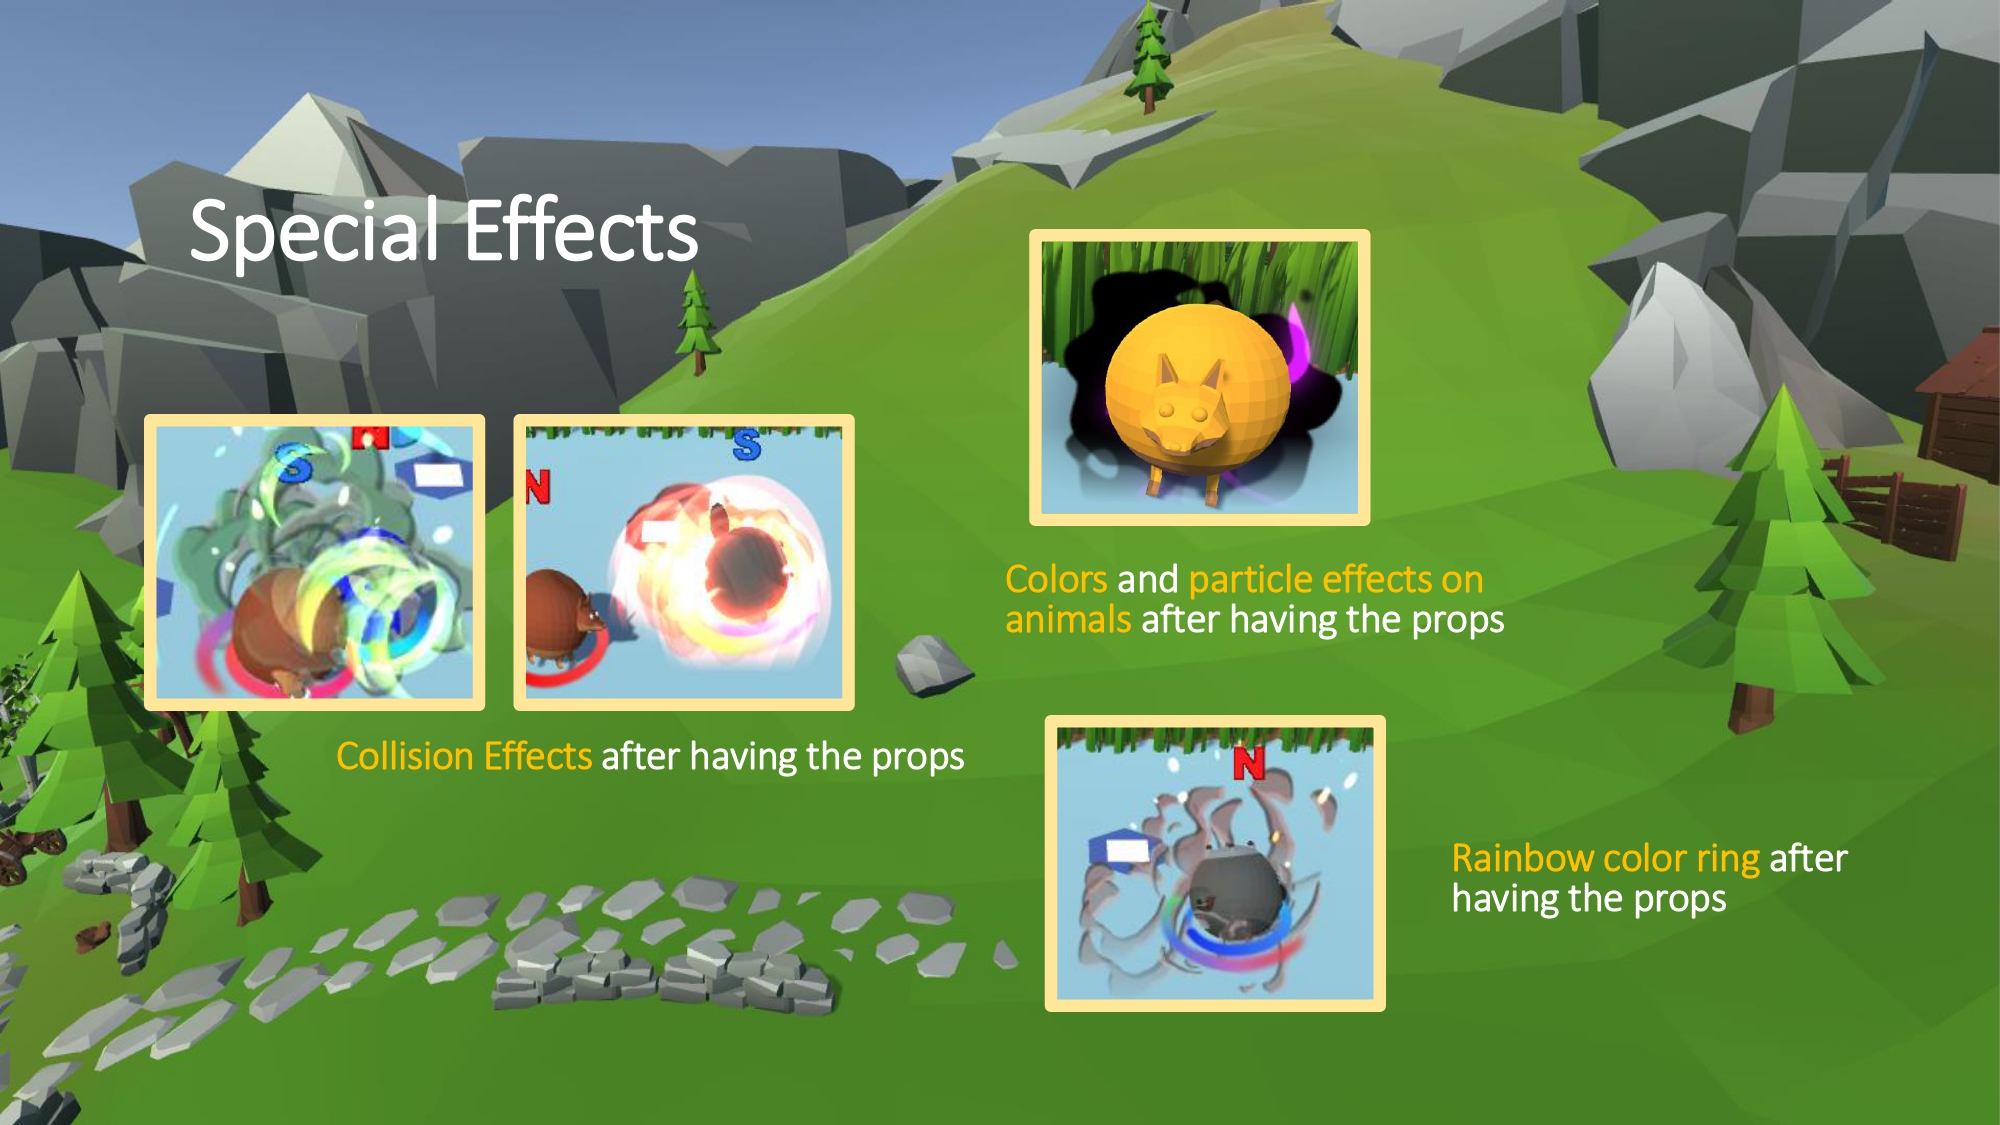 Special Effects
N
S
N
S
Collision Effects after having the props
Colors and particle effects on
animals after having the props
N
Rainbow color ring after
having the props